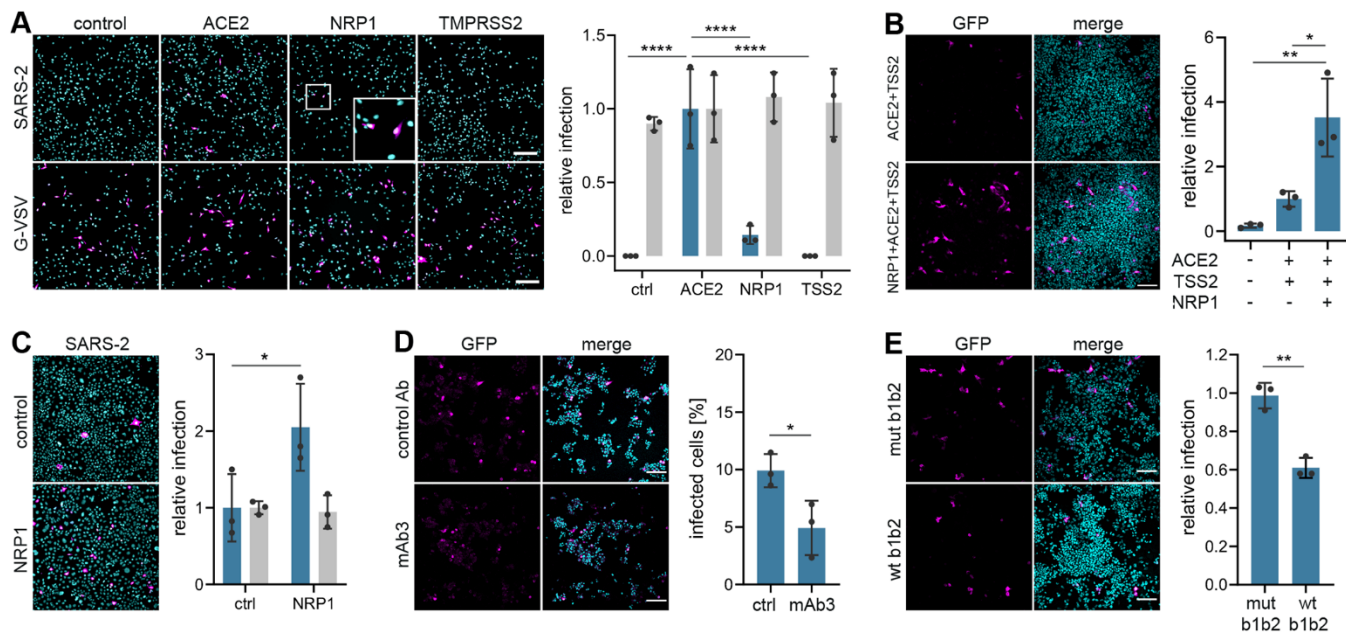 A
control
ACE2
NRP1
TMPRSS2
SARS-2
G-VSV
relative infection
1.5
1.0
0.5
0.0
****
****
****
ctrl
ACE2
NRP1
TSS2
B
GFP
merge
ACE2+TSS2
NRP1+ACE2+TSS2
relative infection
6
4
2
0
*
**
ACE2 - + +
TSS2 - + +
NRP1 - - +
C
SARS-2
control
NRP1
relative infection
3
2
1
0
*
ctrl
NRP1
D
GFP
merge
control Ab
mAb3
infected cells [%]
20
15
10
5
0
*
ctrl
mAb3
E
GFP
merge
mut b1b2
wt b1b2
relative infection
1.2
1.0
0.8
0.6
0.4
0.2
0.0
**
mut wt
b1b2 b1b2